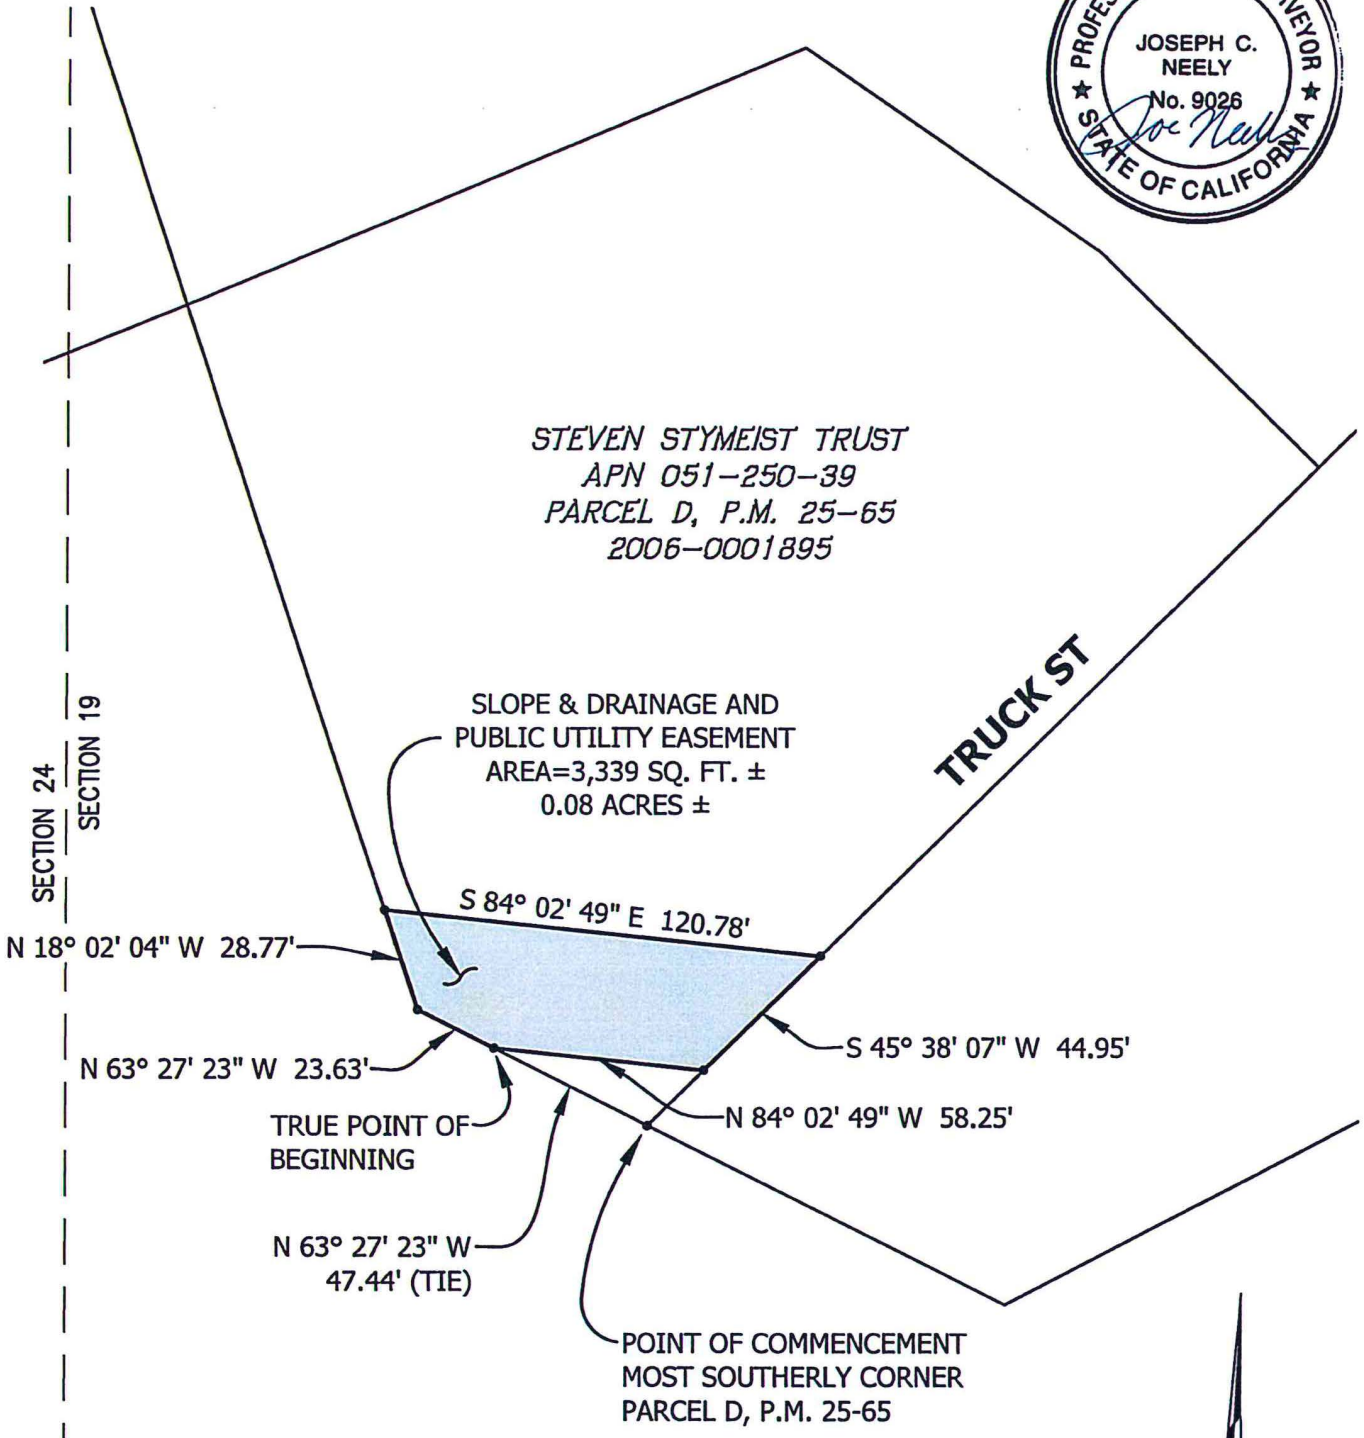 JOSEPH C.
NEELY
No. 9026
Joe Neely
STATE OF CALIFORNIA
STEVEN STYMEIST TRUST
APN 051-250-39
PARCEL D, P.M. 25-65
2006-0001895
TRUCK ST
SLOPE & DRAINAGE AND
PUBLIC UTILITY EASEMENT
AREA=3,339 SQ. FT. ±
0.08 ACRES ±
SECTION 24
SECTION 19
S 84° 02' 49" E 120.78'
N 18° 02' 04" W 28.77'
S 45° 38' 07" W 44.95'
N 63° 27' 23" W 23.63'
N 84° 02' 49" W 58.25'
TRUE POINT OF
BEGINNING
N 63° 27' 23" W
47.44' (TIE)
POINT OF COMMENCEMENT
MOST SOUTHERLY CORNER
PARCEL D, P.M. 25-65